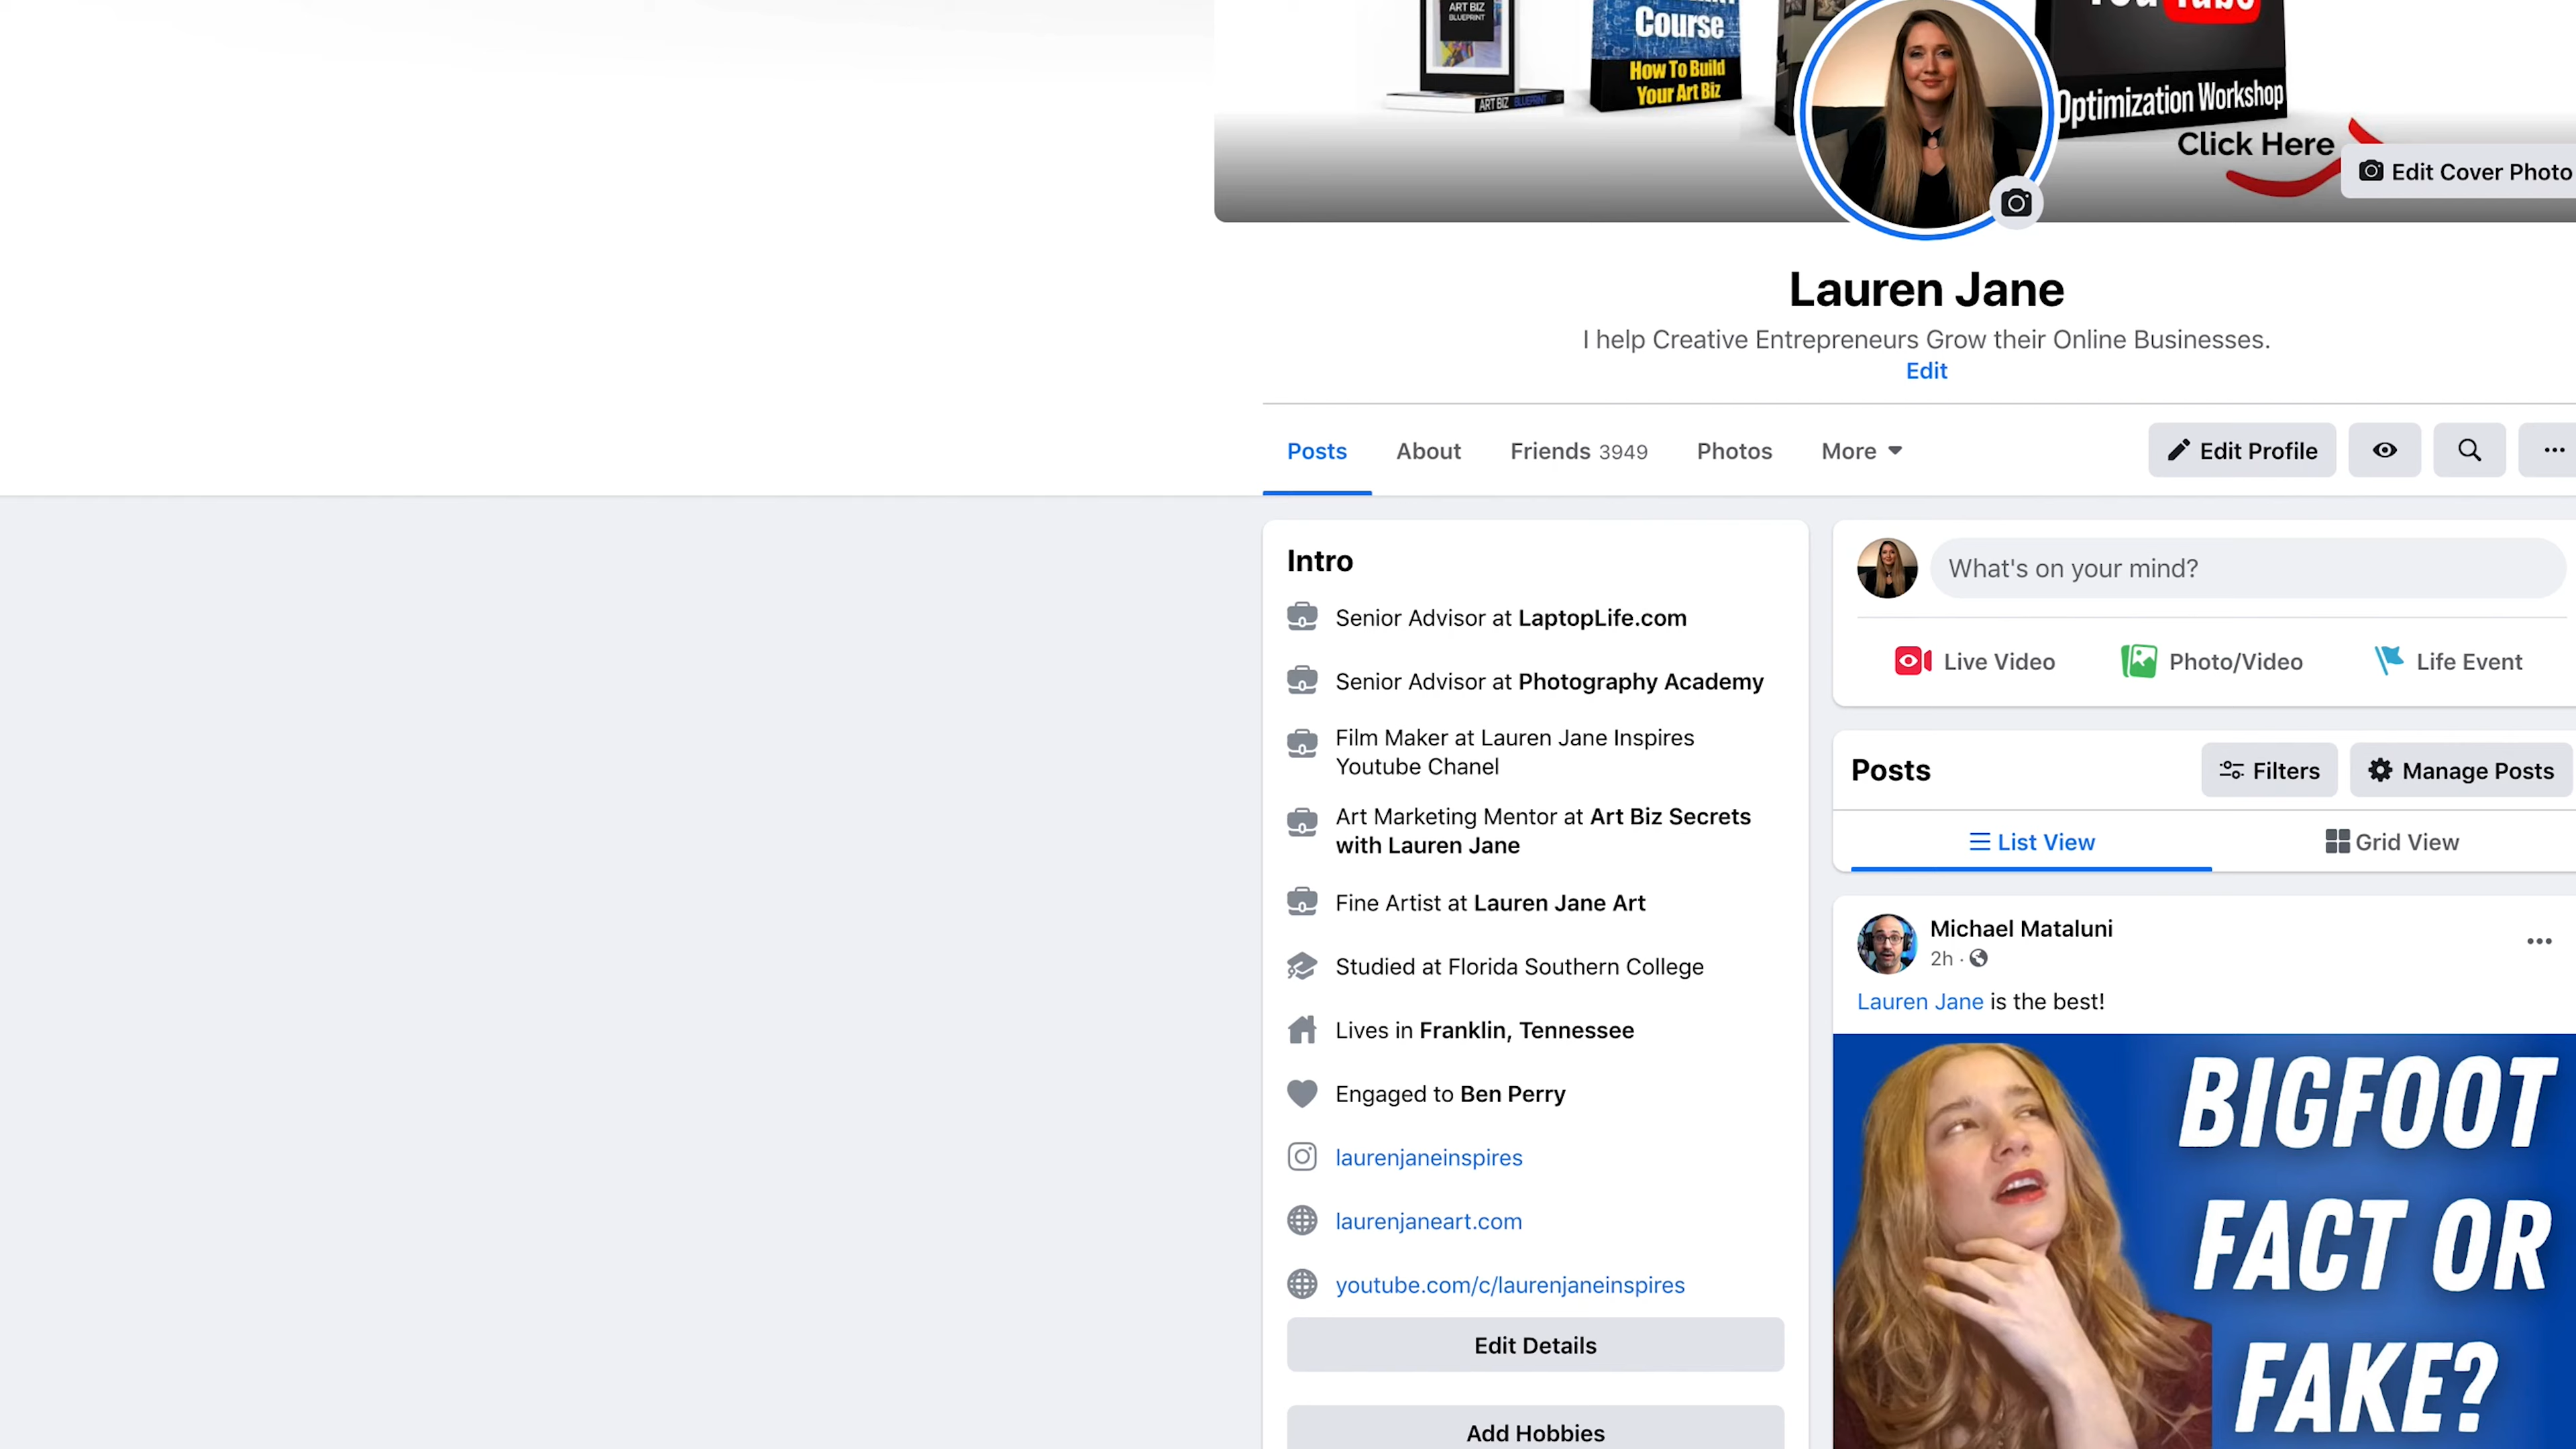 ART BIZ
BLUEPRINT
ART BIZ BLUEPRINT
Course
How To Build
Your Art Biz
You Tube
Optimization Workshop
Click Here
Edit Cover Photo
Lauren Jane
I help Creative Entrepreneurs Grow their Online Businesses.
Edit
Posts
About
Friends 3949
Photos
More
Edit Profile
Intro
Senior Advisor at LaptopLife.com
Senior Advisor at Photography Academy
Film Maker at Lauren Jane Inspires
Youtube Chanel
Art Marketing Mentor at Art Biz Secrets
with Lauren Jane
Fine Artist at Lauren Jane Art
Studied at Florida Southern College
Lives in Franklin, Tennessee
Engaged to Ben Perry
laurenjaneinspires
laurenjaneart.com
youtube.com/c/laurenjaneinspires
Edit Details
Add Hobbies
What's on your mind?
Live Video
Photo/Video
Life Event
Posts
Filters
Manage Posts
List View
Grid View
Michael Mataluni
2h ·
Lauren Jane is the best!
BIGFOOT
FACT OR
FAKE?